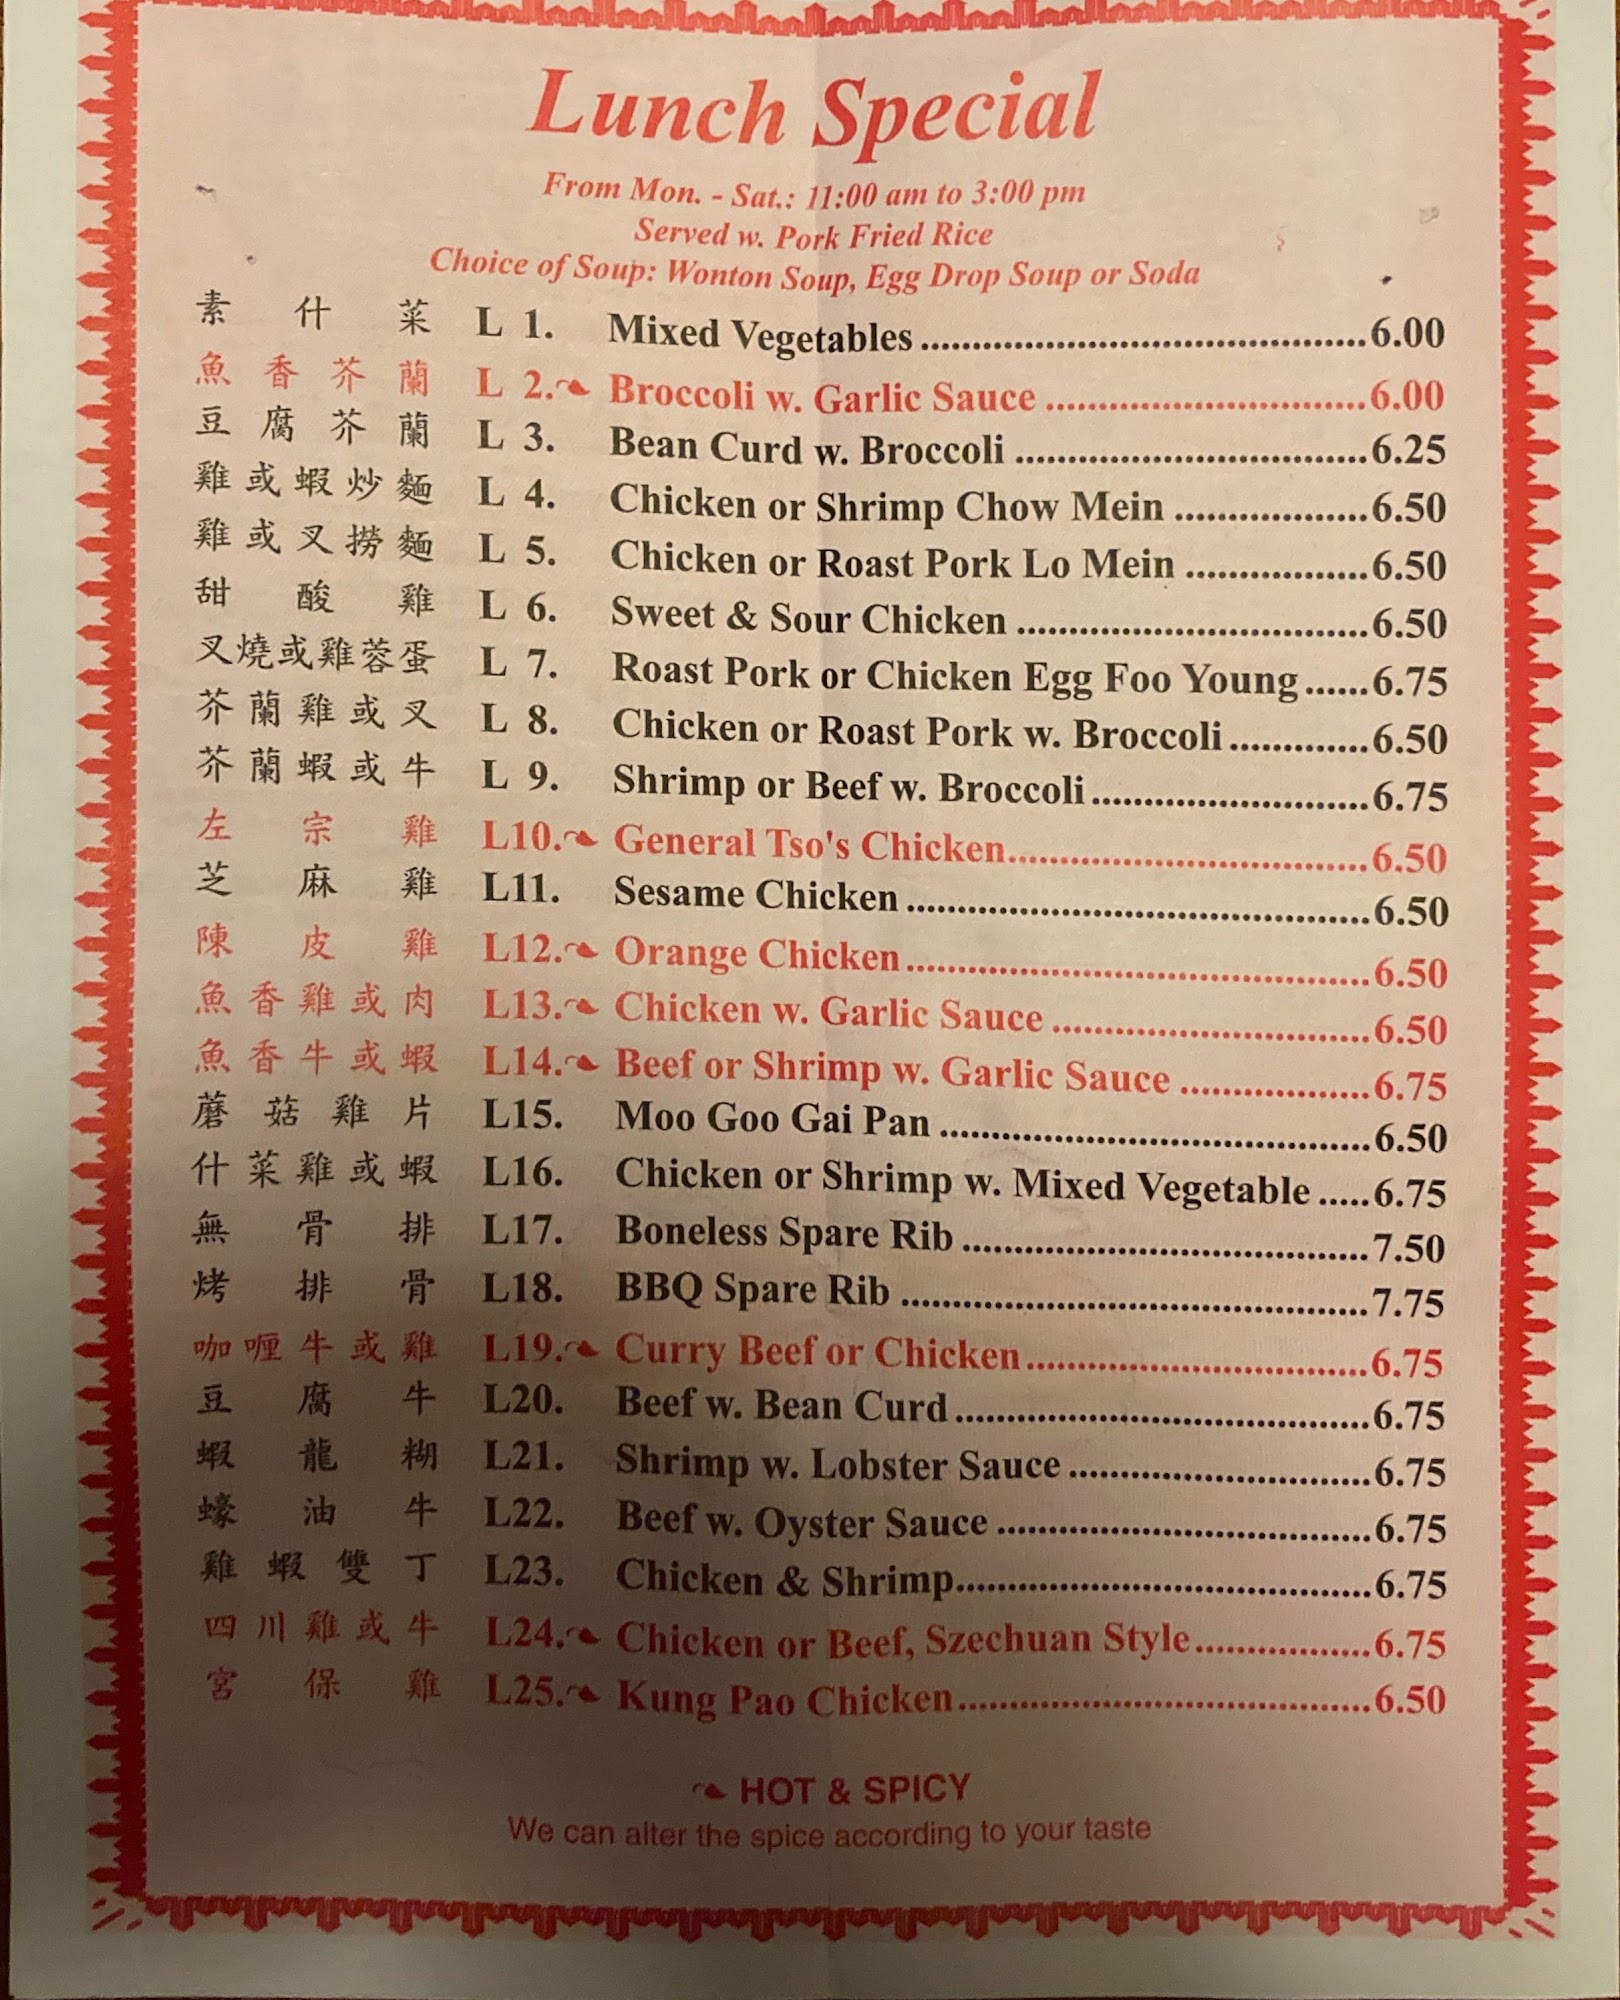 Lunch Special
From Mon. - Sat.: 11:00 am to 3:00 pm
Served w. Pork Fried Rice
Choice of Soup: Wonton Soup, Egg Drop Soup or Soda
素什菜 L 1. Mixed Vegetables 6.00
魚香芥蘭 L 2. Broccoli w. Garlic Sauce 6.00
豆腐芥蘭 L 3. Bean Curd w. Broccoli 6.25
雞或蝦炒麵 L 4. Chicken or Shrimp Chow Mein 6.50
雞或叉撈麵 L 5. Chicken or Roast Pork Lo Mein 6.50
甜酸雞 L 6. Sweet & Sour Chicken 6.50
叉燒或雞蓉蛋 L 7. Roast Pork or Chicken Egg Foo Young 6.75
芥蘭雞或叉 L 8. Chicken or Roast Pork w. Broccoli 6.50
芥蘭蝦或牛 L 9. Shrimp or Beef w. Broccoli 6.75
左宗雞 L10. General Tso's Chicken 6.50
芝麻雞 L11. Sesame Chicken 6.50
陳皮雞 L12. Orange Chicken 6.50
魚香雞或肉 L13. Chicken w. Garlic Sauce 6.50
魚香牛或蝦 L14. Beef or Shrimp w. Garlic Sauce 6.75
蘑菇雞片 L15. Moo Goo Gai Pan 6.50
什菜雞或蝦 L16. Chicken or Shrimp w. Mixed Vegetable 6.75
無骨排 L17. Boneless Spare Rib 7.50
烤排骨 L18. BBQ Spare Rib 7.75
咖喱牛或雞 L19. Curry Beef or Chicken 6.75
豆腐牛 L20. Beef w. Bean Curd 6.75
蝦龍糊 L21. Shrimp w. Lobster Sauce 6.75
蠔油牛 L22. Beef w. Oyster Sauce 6.75
雞蝦雙丁 L23. Chicken & Shrimp 6.75
四川雞或牛 L24. Chicken or Beef, Szechuan Style 6.75
宮保雞 L25. Kung Pao Chicken 6.50
HOT & SPICY
We can alter the spice according to your taste